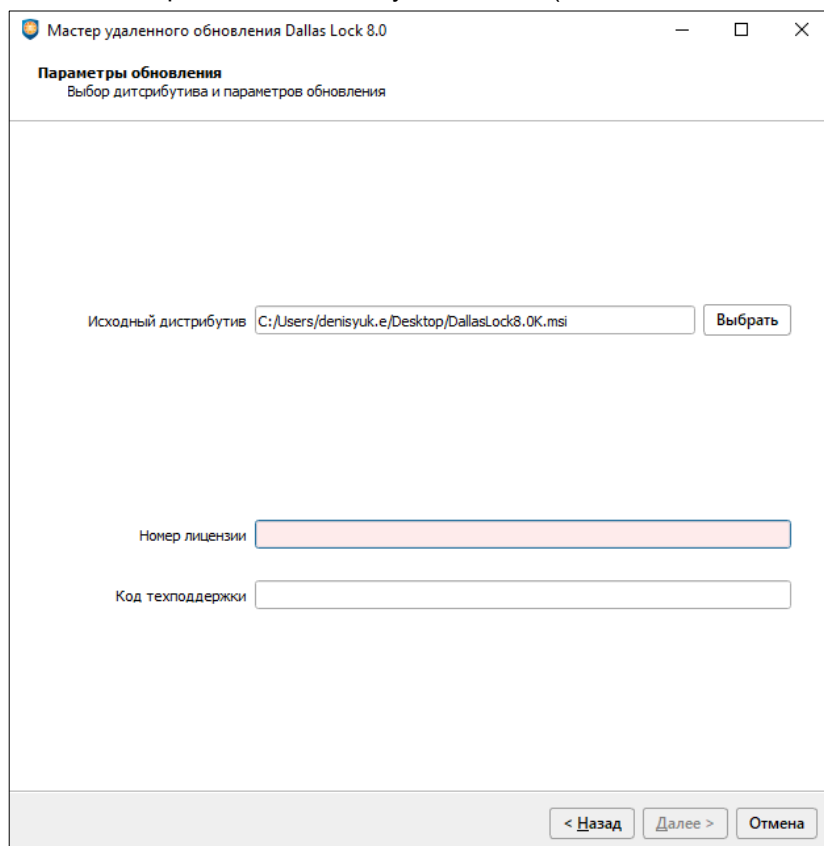 Мастер удаленного обновления Dallas Lock 8.0
Параметры обновления
Выбор дитсрибутива и параметров обновления
Исходный дистрибутив C:/Users/denisyuk.e/Desktop/DallasLock8.0K.msi Выбрать
Номер лицензии
Код техподдержки
< Назад Далее > Отмена